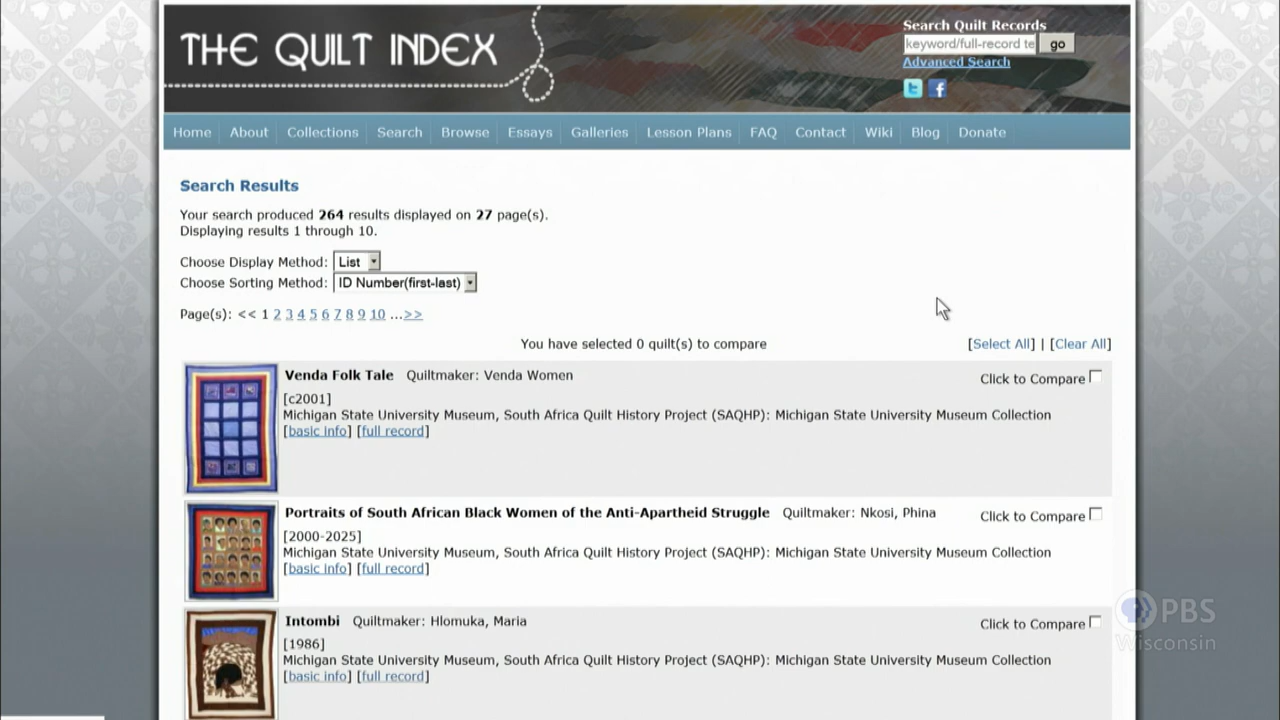 THE QUILT INDEX
Search Quilt Records
keyword/full-record te go
Advanced Search
Home About Collections Search Browse Essays Galleries Lesson Plans FAQ Contact Wiki Blog Donate
Search Results
Your search produced 264 results displayed on 27 page(s).
Displaying results 1 through 10.
Choose Display Method: List
Choose Sorting Method: ID Number(first-last)
Page(s): << 1 2 3 4 5 6 7 8 9 10 ...>>
You have selected 0 quilt(s) to compare [Select All] | [Clear All]
Venda Folk Tale Quiltmaker: Venda Women Click to Compare
[c2001]
Michigan State University Museum, South Africa Quilt History Project (SAQHP): Michigan State University Museum Collection
[basic info] [full record]
Portraits of South African Black Women of the Anti-Apartheid Struggle Quiltmaker: Nkosi, Phina Click to Compare
[2000-2025]
Michigan State University Museum, South Africa Quilt History Project (SAQHP): Michigan State University Museum Collection
[basic info] [full record]
Intombi Quiltmaker: Hlomuka, Maria Click to Compare
[1986]
Michigan State University Museum, South Africa Quilt History Project (SAQHP): Michigan State University Museum Collection
[basic info] [full record]
PBS
Wisconsin